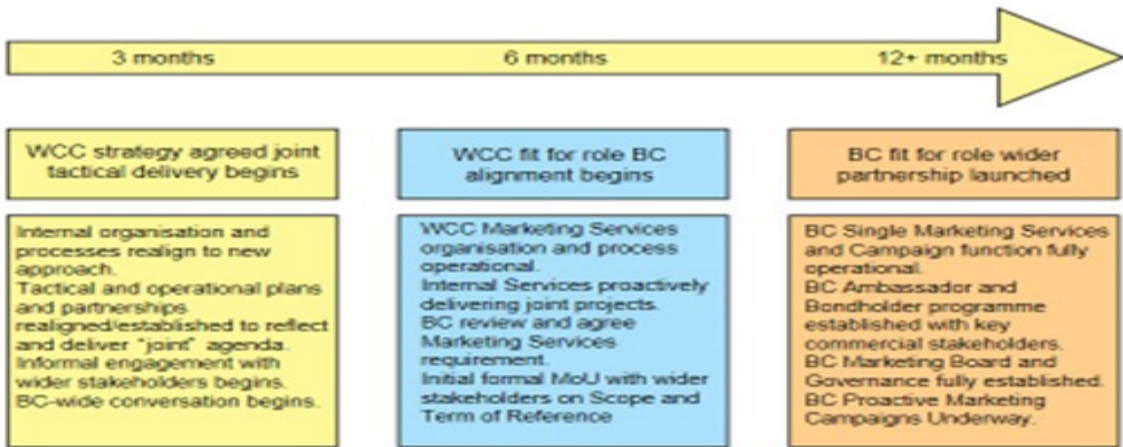 3 months
6 months
12+ months
WCC strategy agreed joint
tactical delivery begins
WCC fit for role BC
alignment begins
BC fit for role wider
partnership launched
Internal organisation and
processes realign to new
approach.
Tactical and operational plans
and partnerships
realigned/established to reflect
and deliver "joint" agenda.
Informal engagement with
wider stakeholders begins.
BC-wide conversation begins.
WCC Marketing Services
organisation and process
operational.
Internal Services proactively
delivering joint projects.
BC review and agree
Marketing Services
requirement.
Initial formal MoU with wider
stakeholders on Scope and
Term of Reference
BC Single Marketing Services
and Campaign function fully
operational.
BC Ambassador and
Bondholder programme
established with key
commercial stakeholders.
BC Marketing Board and
Governance fully established.
BC Proactive Marketing
Campaigns Underway.